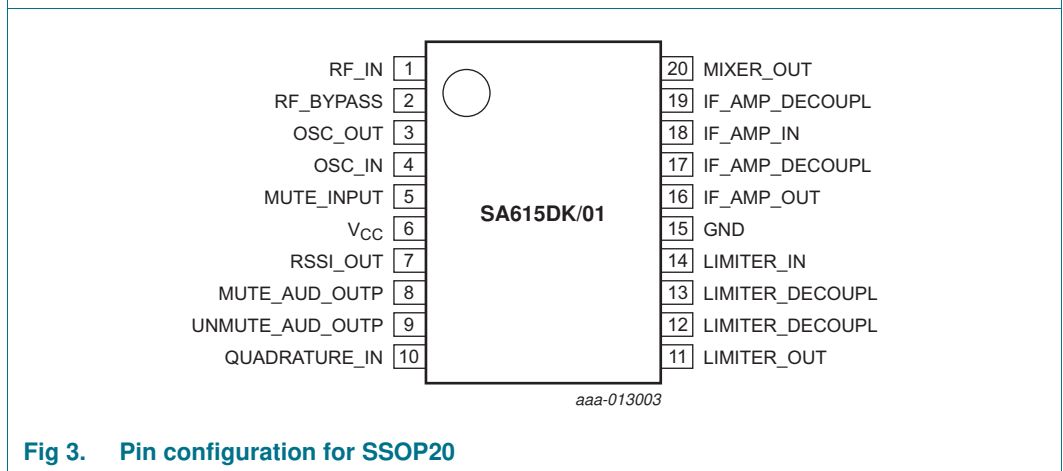 RF_IN 1
RF_BYPASS 2
OSC_OUT 3
OSC_IN 4
MUTE_INPUT 5
VCC 6
RSSI_OUT 7
MUTE_AUD_OUTP 8
UNMUTE_AUD_OUTP 9
QUADRATURE_IN 10
SA615DK/01
20 MIXER_OUT
19 IF_AMP_DECOUPL
18 IF_AMP_IN
17 IF_AMP_DECOUPL
16 IF_AMP_OUT
15 GND
14 LIMITER_IN
13 LIMITER_DECOUPL
12 LIMITER_DECOUPL
11 LIMITER_OUT
aaa-013003
Fig 3. Pin configuration for SSOP20